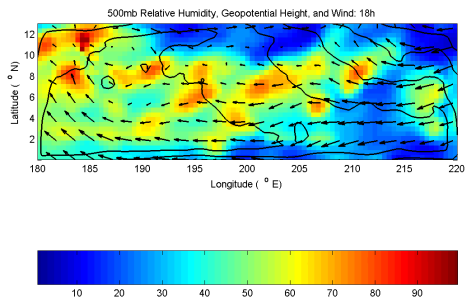 500mb Relative Humidity, Geopotential Height, and Wind: 18h
12
10
8
6
4
2
Latitude ( ° N)
180 185 190 195 200 205 210 215 220
Longitude ( ° E)
10 20 30 40 50 60 70 80 90